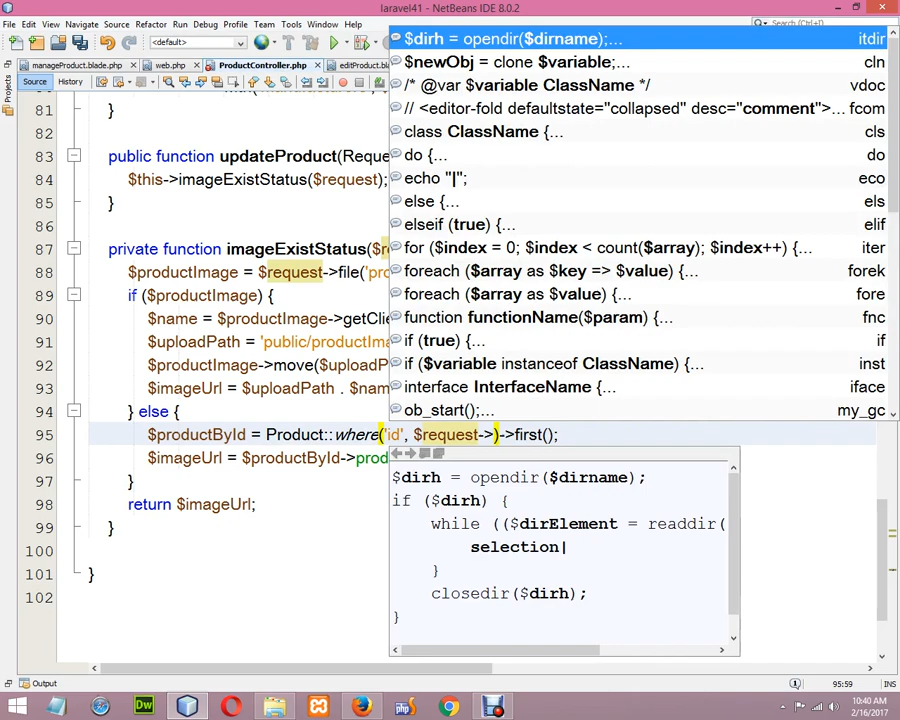 laravel41 - NetBeans IDE 8.0.2
File Edit View Navigate Source Refactor Run Debug Profile Team Tools Window Help
<default>
Search (Ctrl+I)
manageProduct.blade.php web.php ProductController.php editProduct.bla
Source History
Projects
81 }
82
83 public function updateProduct(Reque
84 $this->imageExistStatus($request);
85 }
86
87 private function imageExistStatus($r
88 $productImage = $request->file('pro
89 if ($productImage) {
90 $name = $productImage->getClie
91 $uploadPath = 'public/productIma
92 $productImage->move($uploadP
93 $imageUrl = $uploadPath . $nam
94 } else {
95 $productById = Product::where('id', $request->)->first();
96 $imageUrl = $productById->prod
97 }
98 return $imageUrl;
99 }
100
101 }
102
$dirh = opendir($dirname);... itdir
$newObj = clone $variable;... cln
/* @var $variable ClassName */ vdoc
// <editor-fold defaultstate="collapsed" desc="comment">... fcom
class ClassName {... cls
do {... do
echo "|"; eco
else {... els
elseif (true) {... elif
for ($index = 0; $index < count($array); $index++) {... iter
foreach ($array as $key => $value) {... forek
foreach ($array as $value) {... fore
function functionName($param) {... fnc
if (true) {... if
if ($variable instanceof ClassName) {... inst
interface InterfaceName {... iface
ob_start();... my_gc
$dirh = opendir($dirname);
if ($dirh) {
while (($dirElement = readdir(
selection|
}
closedir($dirh);
}
Output
95:59 INS
Dw
php
10:40 AM
2/16/2017